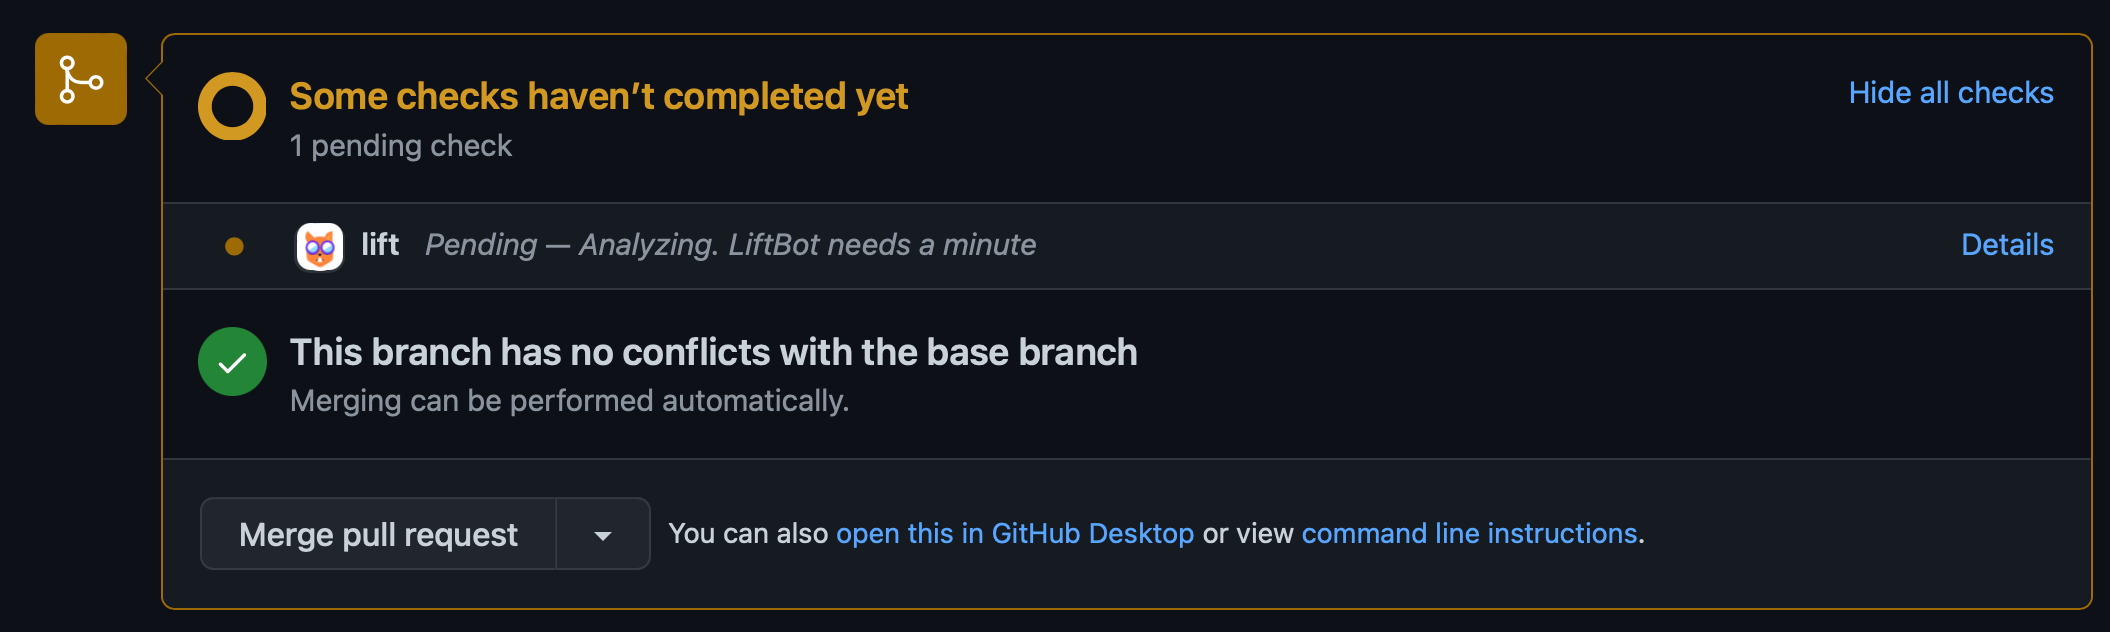 Some checks haven’t completed yet
Hide all checks
1 pending check
lift Pending — Analyzing. LiftBot needs a minute
Details
This branch has no conflicts with the base branch
Merging can be performed automatically.
Merge pull request
You can also open this in GitHub Desktop or view command line instructions.